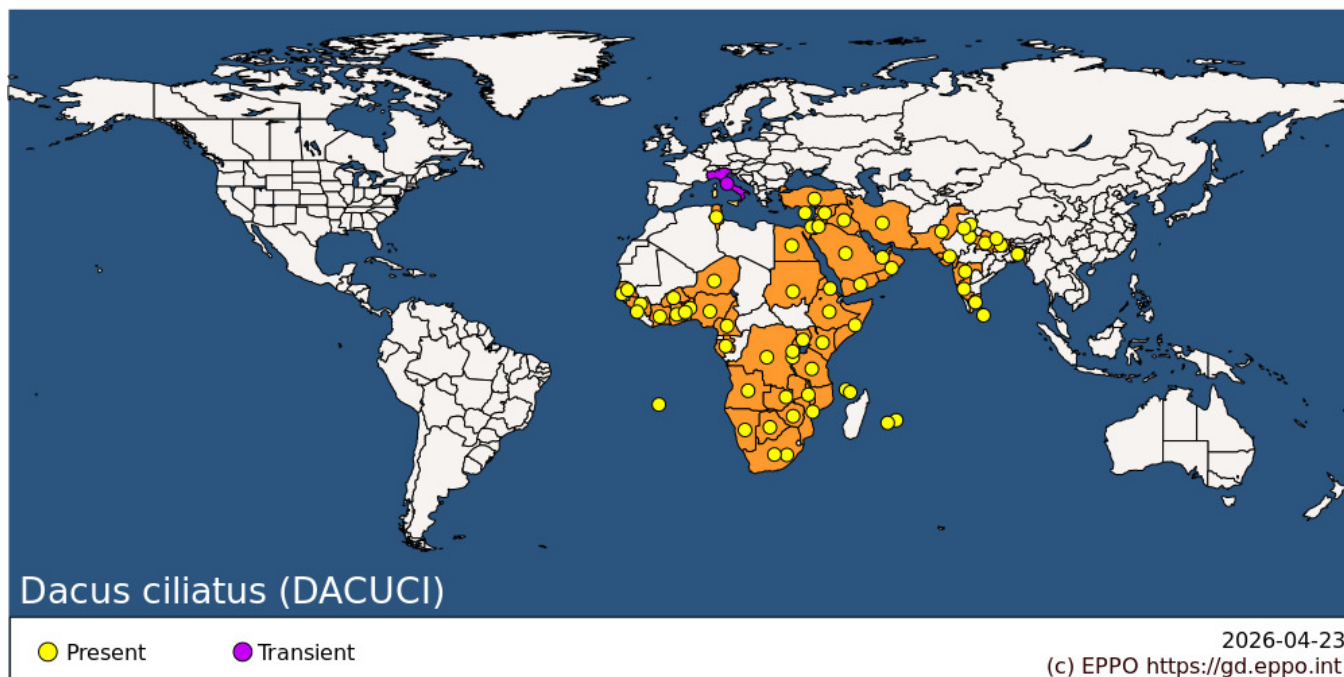 Dacus ciliatus (DACUCI)
Present
Transient
2026-04-23
(c) EPPO https://gd.eppo.int